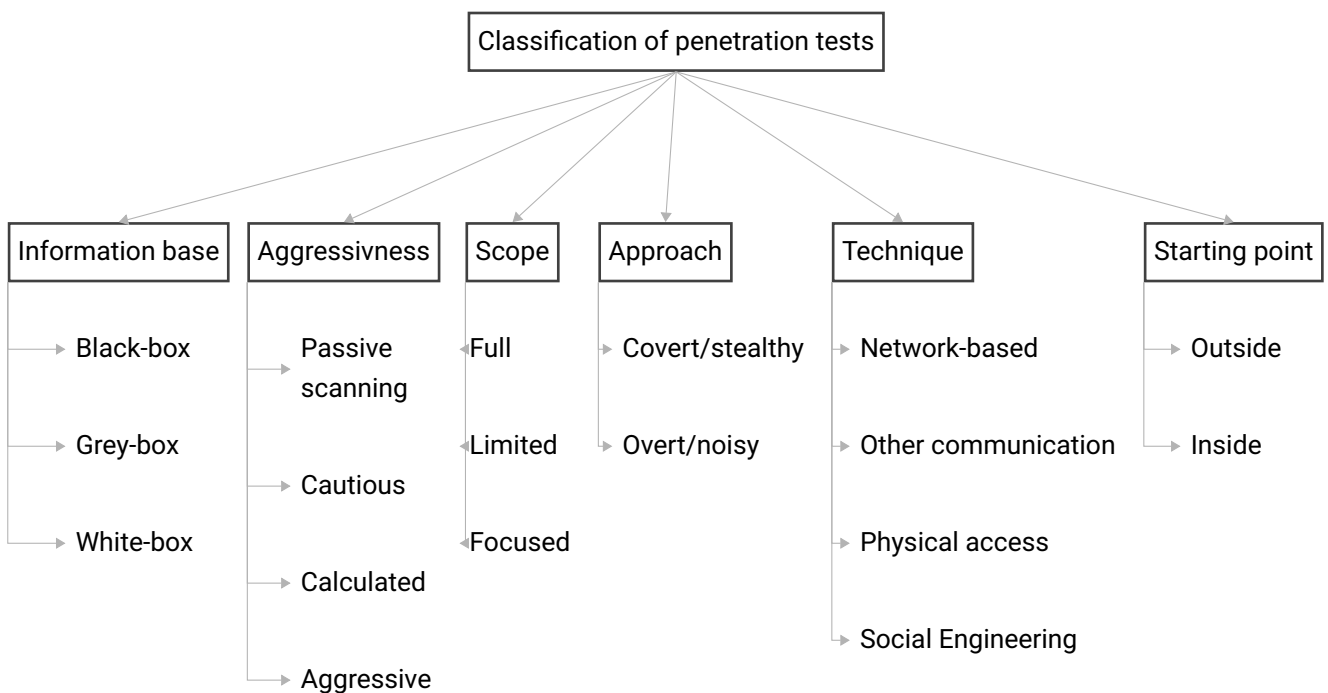 Classification of penetration tests
Information base
Aggressivness
Scope
Approach
Technique
Starting point
Black-box
Grey-box
White-box
Passive
scanning
Cautious
Calculated
Aggressive
Full
Limited
Focused
Covert/stealthy
Overt/noisy
Network-based
Other communication
Physical access
Social Engineering
Outside
Inside